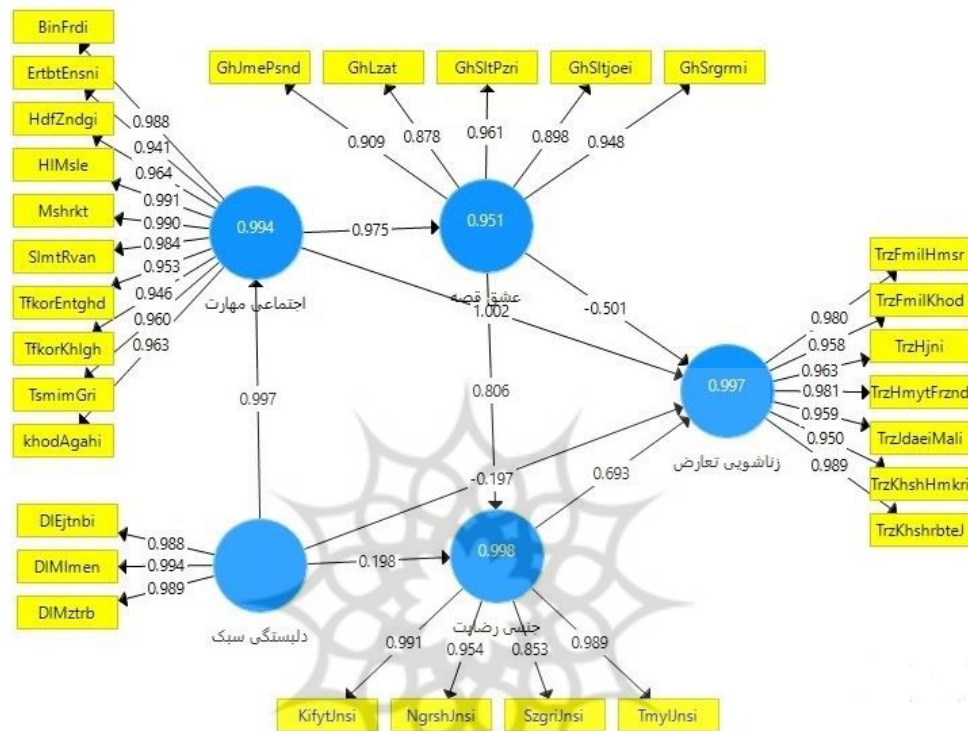 BinFrdi
ErtbtEnsni
HdfZndgi
HlMsle
Mshrkt
SlmtRvan
TfkorEntghd
TfkorKhlgh
TsmimGri
khodAgahi
0.988
0.941
0.964
0.991
0.990
0.984
0.953
0.946
0.960
0.963
0.994
اجتماعی مهارت
GhJmePsnd
GhLzat
GhSltPzri
GhSltjoei
GhSrgrmi
0.909
0.878
0.961
0.898
0.948
0.951
عشق قصه
0.975
1.002
-0.501
0.806
0.997
-0.197
0.693
0.198
TrzFmilHmsr
TrzFmilKhod
TrzHjni
TrzHmytFrznd
TrzJdaeiMali
TrzKhshHmkri
TrzKhshrbteJ
0.980
0.958
0.963
0.981
0.959
0.950
0.989
0.997
زناشویی تعارض
DlEjtnbi
DlMlmen
DlMztrb
0.988
0.994
0.989
دلبستگی سبک
0.998
جنسی رضایت
0.991
0.954
0.853
0.989
KifytJnsi
NgrshJnsi
SzgriJnsi
TmylJnsi